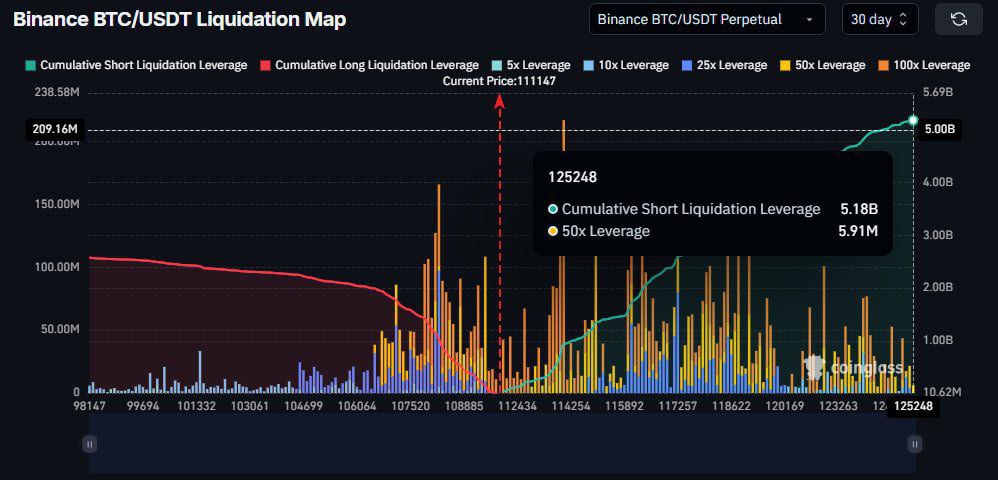 Binance BTC/USDT Liquidation Map
Binance BTC/USDT Perpetual
30 day
Cumulative Short Liquidation Leverage Cumulative Long Liquidation Leverage 5x Leverage 10x Leverage 25x Leverage 50x Leverage 100x Leverage
Current Price:111147
238.58M 5.69B
209.16M 5.00B
200.00M
150.00M 4.00B
100.00M 3.00B
50.00M 2.00B
0 1.00B
10.62M
125248
Cumulative Short Liquidation Leverage 5.18B
50x Leverage 5.91M
coinglass
98147 99694 101332 103061 104699 106064 107520 108885 112434 114254 115892 117257 118622 120169 123263 125248